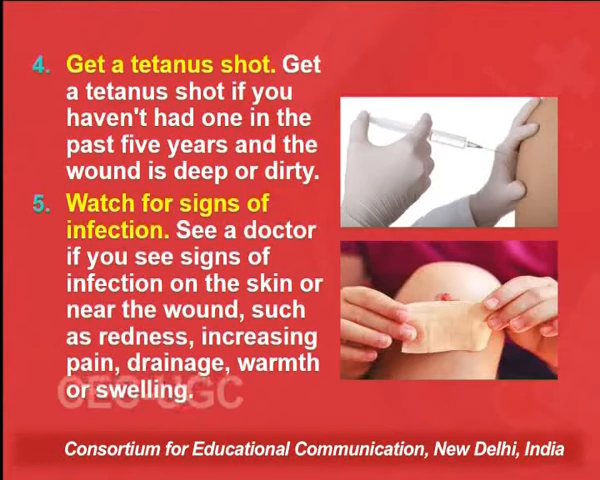 4. Get a tetanus shot. Get
a tetanus shot if you
haven't had one in the
past five years and the
wound is deep or dirty.
5. Watch for signs of
infection. See a doctor
if you see signs of
infection on the skin or
near the wound, such
as redness, increasing
pain, drainage, warmth
or swelling.
CEC-UGC
Consortium for Educational Communication, New Delhi, India